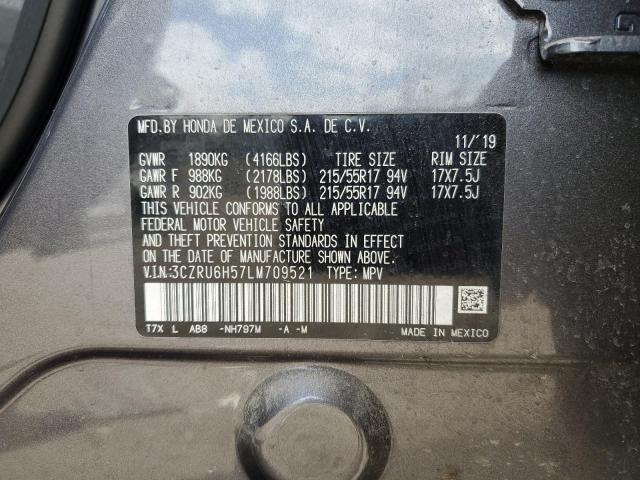 MFD.BY HONDA DE MEXICO S.A. DE C.V.
11/'19
GVWR 1890KG (4166LBS) TIRE SIZE RIM SIZE
GAWR F 988KG (2178LBS) 215/55R17 94V 17X7.5J
GAWR R 902KG (1988LBS) 215/55R17 94V 17X7.5J
THIS VEHICLE CONFORMS TO ALL APPLICABLE
FEDERAL MOTOR VEHICLE SAFETY
AND THEFT PREVENTION STANDARDS IN EFFECT
ON THE DATE OF MANUFACTURE SHOWN ABOVE.
V.I.N:3CZRU6H57LM709521 TYPE: MPV
T7X L AB8 -NH797M -A -M MADE IN MEXICO